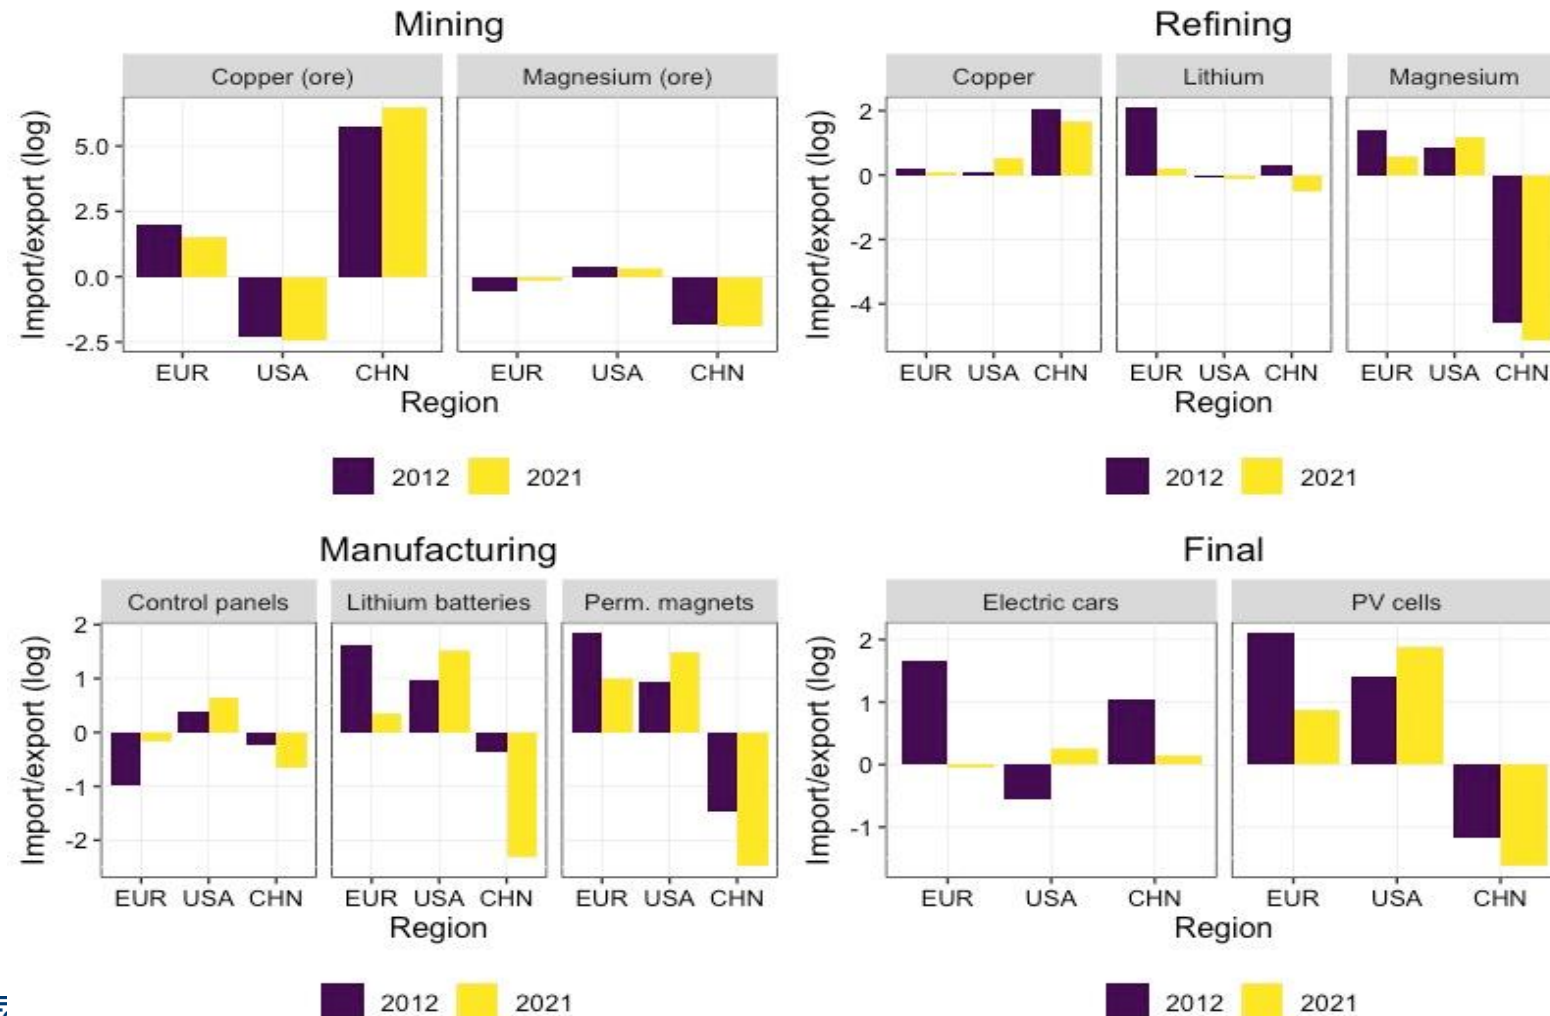 Mining
Copper (ore) Magnesium (ore)
Import/export (log)
5.0
2.5
0.0
-2.5
EUR USA CHN EUR USA CHN
Region
2012 2021
Refining
Copper Lithium Magnesium
Import/export (log)
2
0
-2
-4
EUR USA CHN EUR USA CHN EUR USA CHN
Region
2012 2021
Manufacturing
Control panels Lithium batteries Perm. magnets
Import/export (log)
2
1
0
-1
-2
EUR USA CHN EUR USA CHN EUR USA CHN
Region
2012 2021
Final
Electric cars PV cells
Import/export (log)
2
1
0
-1
EUR USA CHN EUR USA CHN
Region
2012 2021